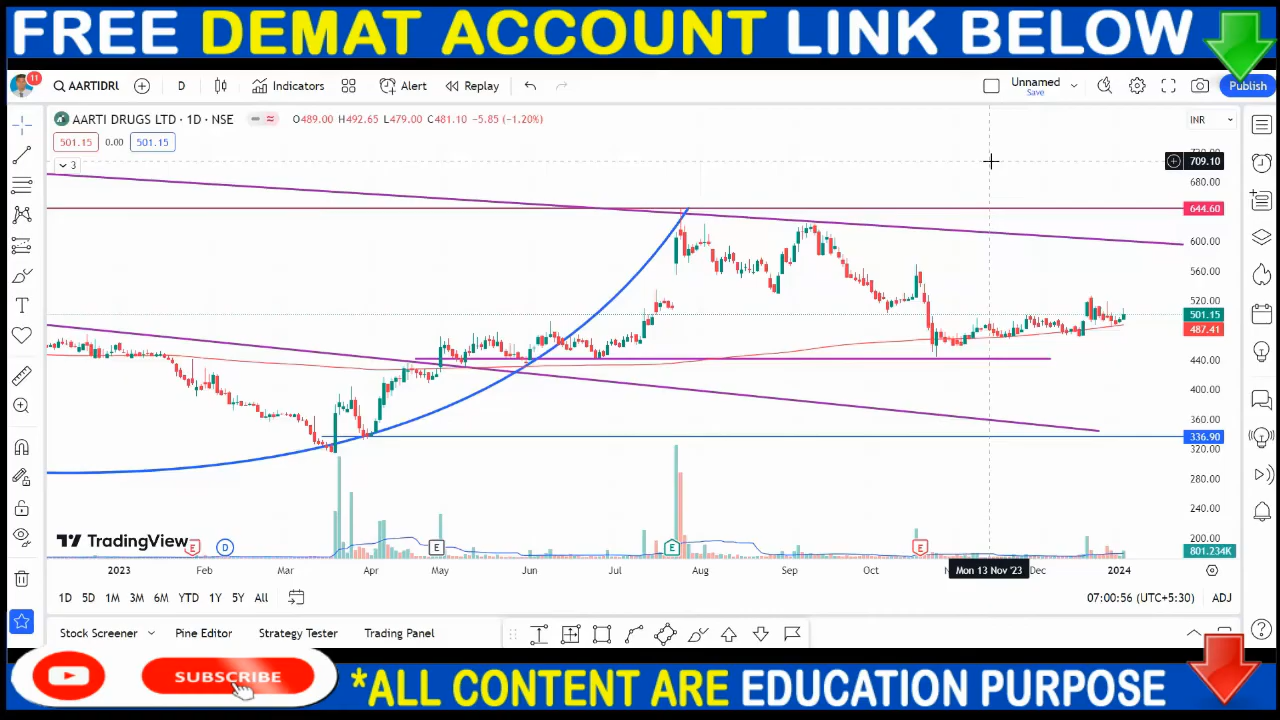 FREE DEMAT ACCOUNT LINK BELOW
11
AARTIDRL
D
Indicators
Alert
Replay
Unnamed
Save
Publish
AARTI DRUGS LTD · 1D · NSE
O489.00 H492.65 L479.00 C481.10 -5.85 (-1.20%)
INR
501.15 0.00 501.15
3
709.10
680.00
644.60
600.00
560.00
520.00
501.15
487.41
440.00
400.00
360.00
336.90
320.00
280.00
240.00
200.00
801.234K
TradingView
E D E E E
2023 Feb Mar Apr May Jun Jul Aug Sep Oct Mon 13 Nov '23 Dec 2024
1D 5D 1M 3M 6M YTD 1Y 5Y All
07:00:56 (UTC+5:30) ADJ
Stock Screener Pine Editor Strategy Tester Trading Panel
SUBSCRIBE
*ALL CONTENT ARE EDUCATION PURPOSE